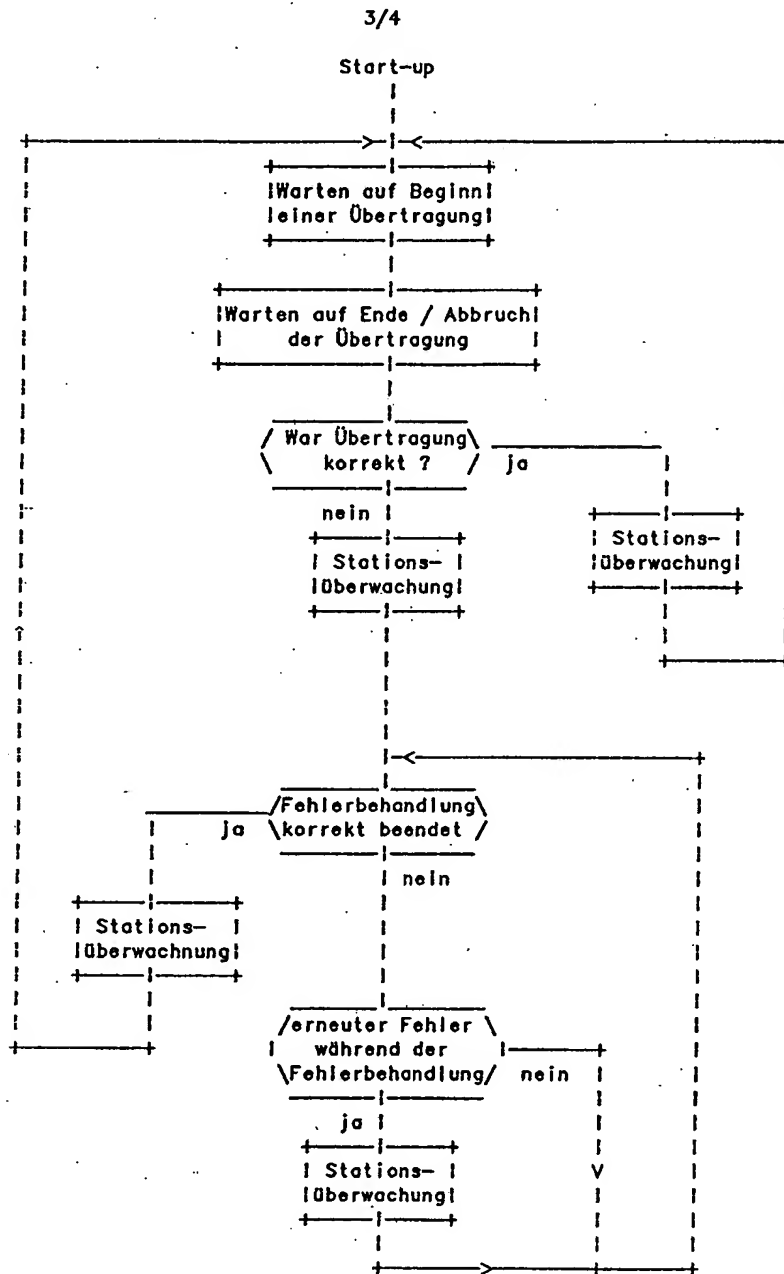 3/4
Start-up
Warten auf Beginn
einer Übertragung
Warten auf Ende / Abbruch
der Übertragung
War Übertragung
korrekt ?
ja
nein
Stations-
überwachung
Stations-
überwachung
Fehlerbehandlung
korrekt beendet
ja
nein
Stations-
überwachnung
erneuter Fehler
während der
Fehlerbehandlung
nein
ja
Stations-
überwachung